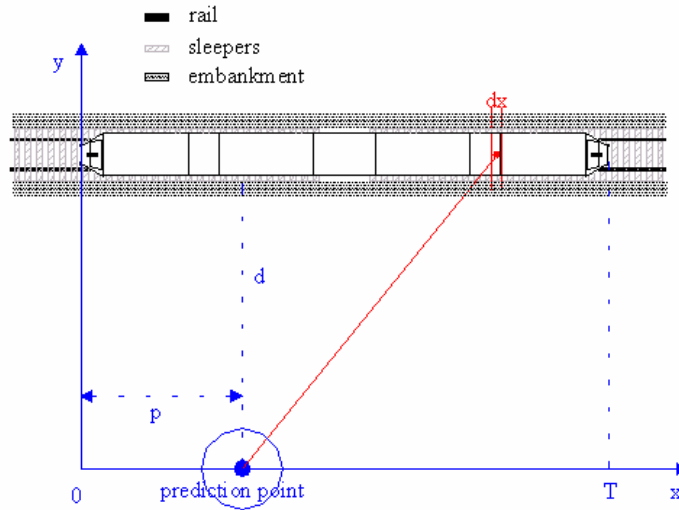 rail
sleepers
embankment
y
dx
d
p
prediction point
0
T
x